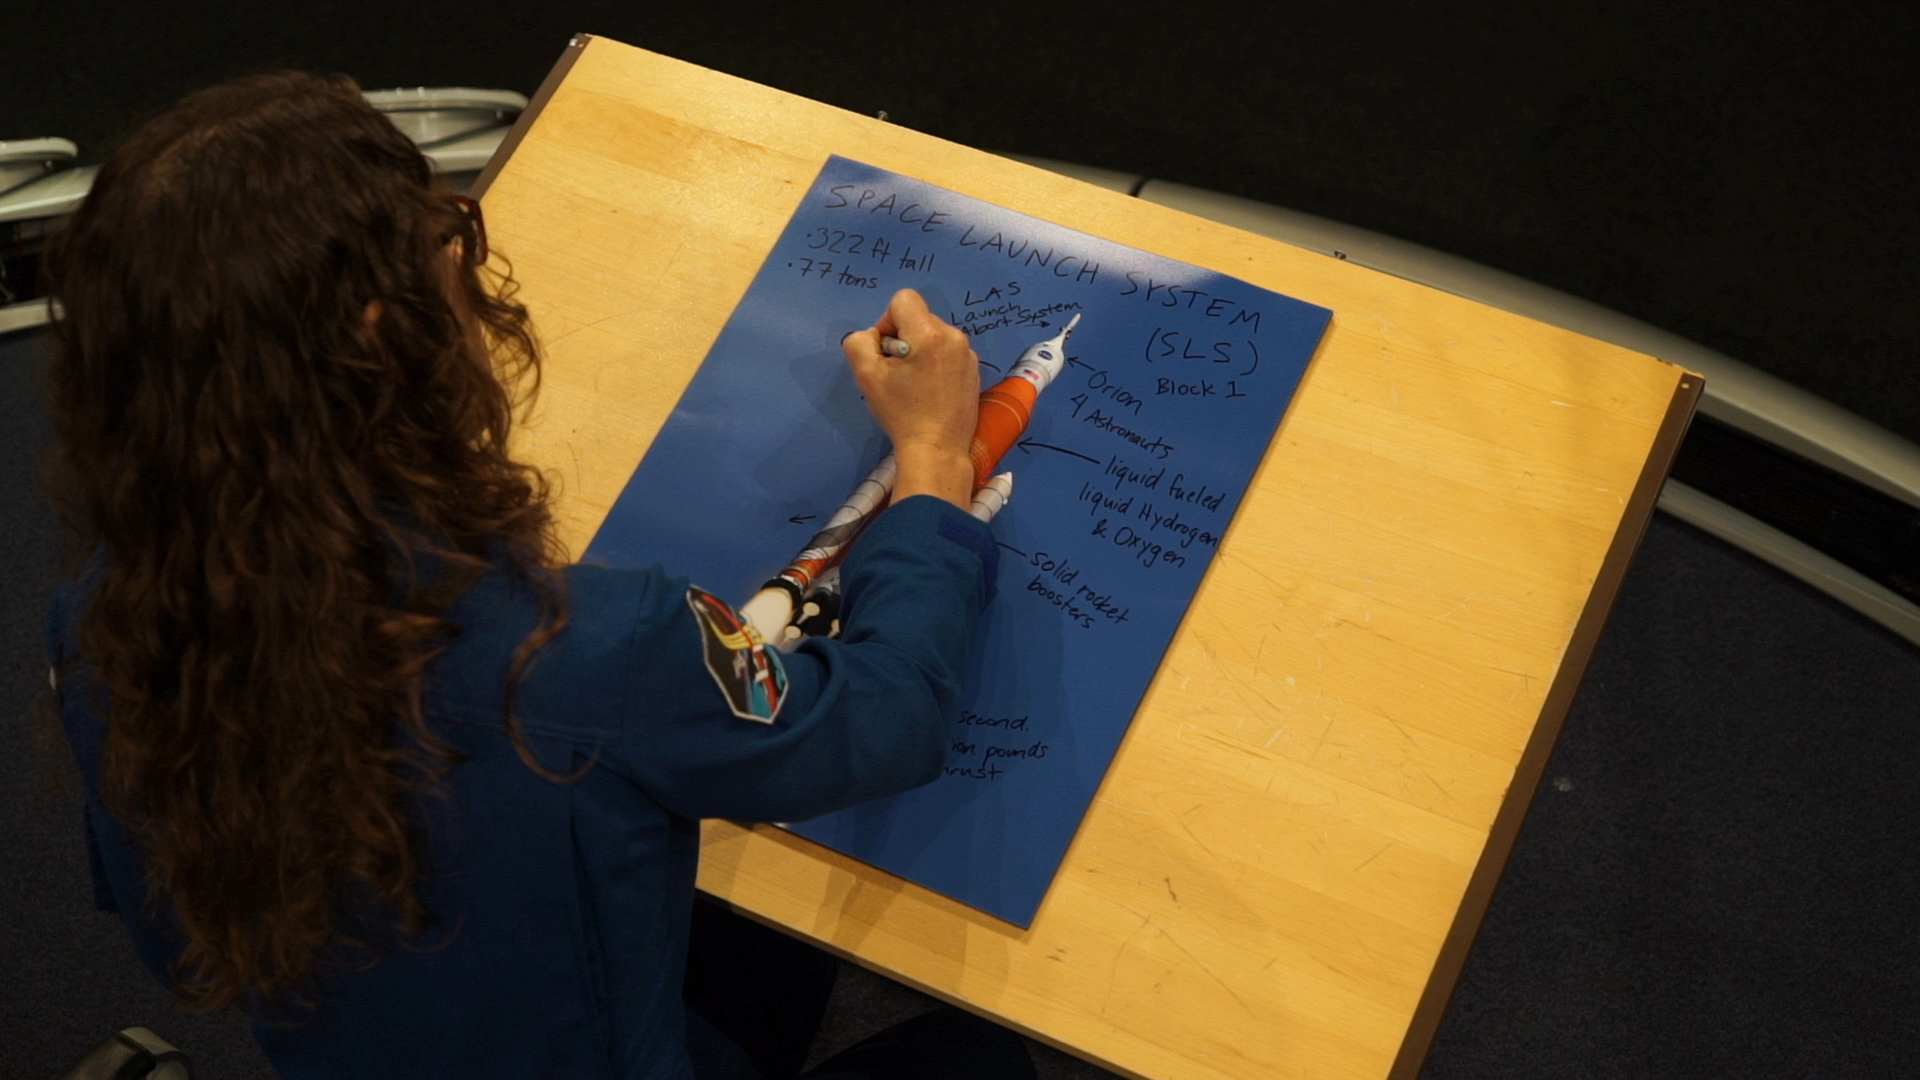 SPACE LAUNCH SYSTEM
(SLS)
Block 1
·322 ft tall
·77 tons
LAS
Launch
Abort System
Orion
4 Astronauts
liquid fueled
liquid Hydrogen
& Oxygen
solid rocket
boosters
second.
pounds